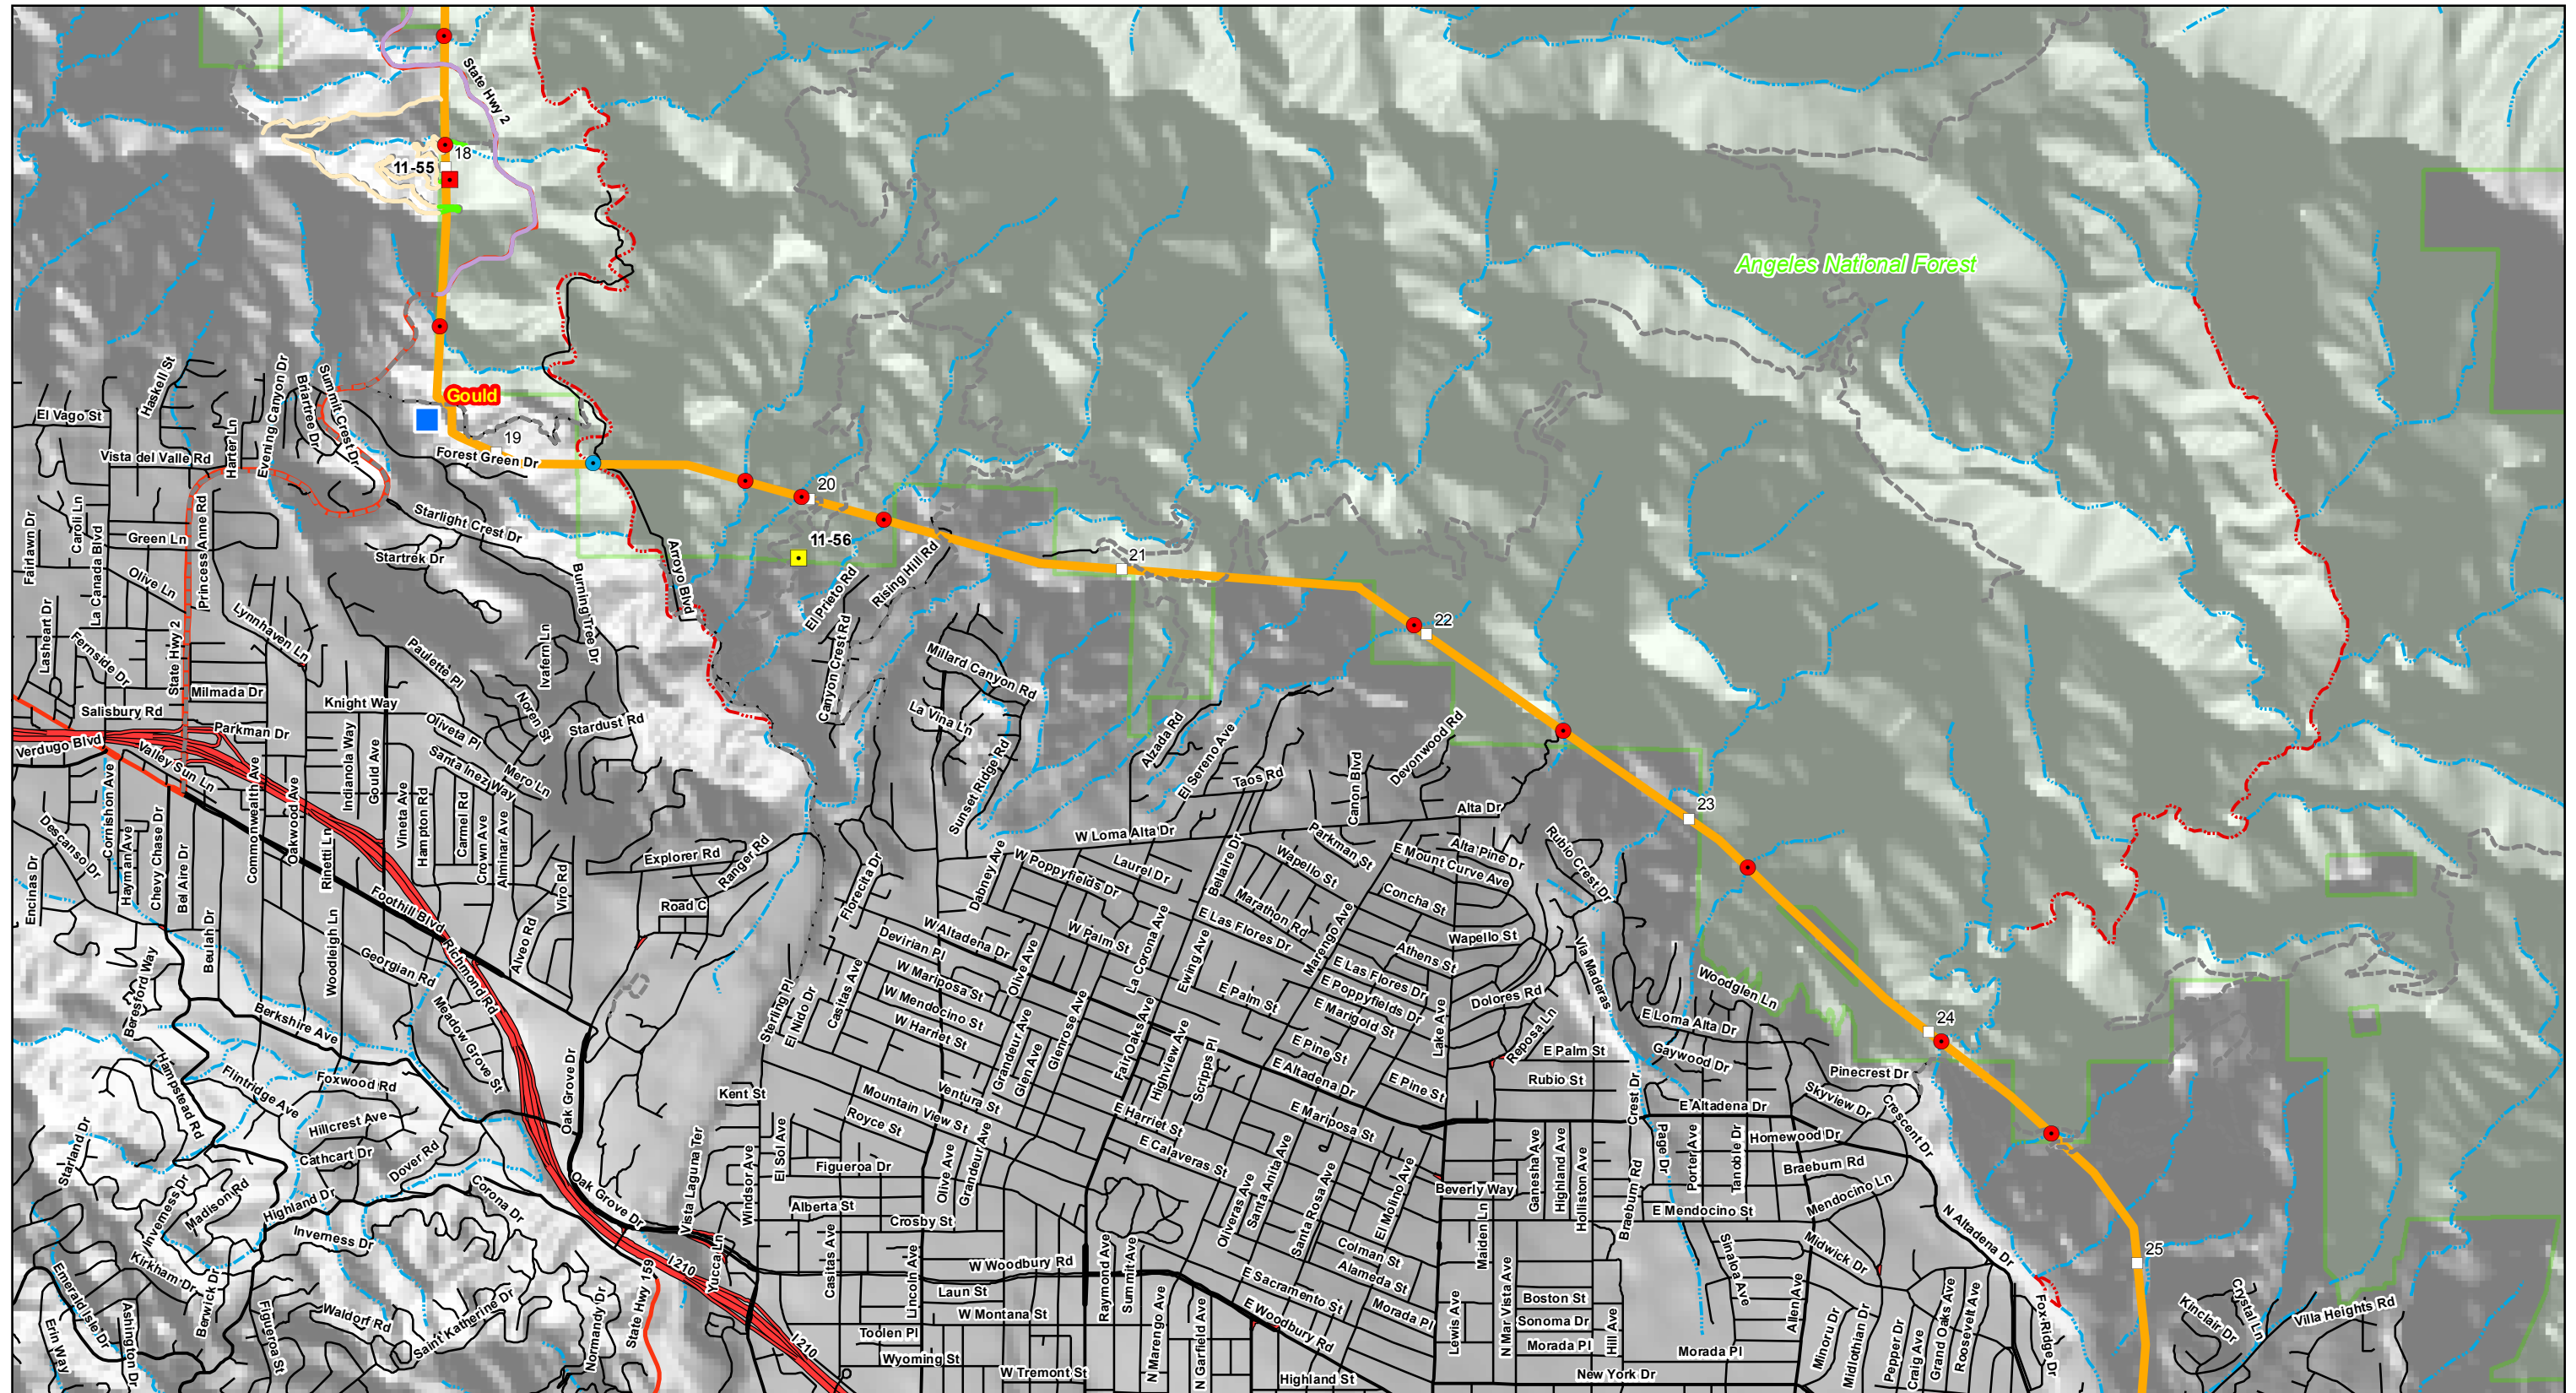 State Hwy 2
18
11-55
Angeles National Forest
Gould
19
Forest Green Dr
El Vago St
Haskell St
Harter Ln
Evening Canyon Dr
Briartree Dr
Summit Crest Dr
Vista del Valle Rd
Fairlawn Dr
Caroli Ln
La Canada Blvd
Green Ln
Princess Anne Rd
Olive Ln
Starlight Crest Dr
Startrek Dr
Burning Tree Dr
Arroyo Blvd
20
11-56
El Prieto Rd
Rising Hill Rd
21
22
Lasheart Dr
Fernside Dr
State Hwy 2
Lynnhaven Ln
Paulette Pl
Ivatern Ln
Canyon Crest Rd
Millard Canyon Rd
Milmada Dr
Salisbury Rd
Knight Way
Noren St
Stardust Rd
La Vina Ln
Alzada Rd
El Sereno Ave
Devonwood Rd
Verdugo Blvd
Parkman Dr
Valley Sun Ln
Indianola Way
Gould Ave
Oliveta Pl
Santa Inez Way
Mero Ln
Sunset Ridge Rd
Taos Rd
Canon Blvd
Alta Dr
23
Cornishon Ave
Descanso Dr
Hayman Ave
Chevy Chase Dr
Bel Aire Dr
Commonwealth Ave
Oakwood Ave
Rinetti Ln
Vineta Ave
Hampton Rd
Carmel Rd
Crown Ave
Alminar Ave
Viro Rd
Explorer Rd
Ranger Rd
W Loma Alta Dr
Parkman St
Alta Pine Dr
E Mount Curve Ave
Rubio Crest Dr
Encinas Dr
Foothill Blvd
Road C
Florecita Dr
Dabney Ave
W Poppyfields Dr
Laurel Dr
Bellaire Dr
Wapello St
Marathon Rd
Concha St
Beulah Dr
Woodleigh Ln
Georgian Rd
Richmond Rd
Alveo Rd
W Altadena Dr
Devirian Pl
W Palm St
La Corona Ave
E Las Flores Dr
Marengo Ave
Athens St
Wapello St
Via Maderas
Beresford Way
Berkshire Ave
Meadow Grove St
Sterling Pl
El Nido Dr
Casitas Ave
W Mariposa St
W Mendocino St
W Harriet St
Olive Ave
Ewing Ave
E Palm St
E Las Flores Dr
E Poppyfields Dr
E Marigold St
Lake Ave
Dolores Rd
Reposa Ln
Woodglen Ln
E Loma Alta Dr
24
Hampstead Rd
Flintridge Ave
Foxwood Rd
Oak Grove Dr
Grandeur Ave
Glen Ave
Glenrose Ave
Fair Oaks Ave
Highview Ave
Scripps Pl
E Pine St
E Altadena Dr
E Pine St
E Palm St
Rubio St
Gaywood Dr
Pinecrest Dr
Skyview Dr
Crescent Dr
Starland Dr
Hillcrest Ave
Cathcart Dr
Dover Rd
Kent St
Mountain View St
Ventura St
Royce St
E Harriet St
E Calaveras St
E Mariposa St
Crest Dr
E Altadena Dr
Homewood Dr
Inverness Dr
Madison Rd
Highland Dr
Corona Dr
Oak Grove Dr
Vista Laguna Ter
Windsor Ave
El Sol Ave
Figueroa Dr
Olive Ave
Grandeur Ave
Oliveras Ave
Santa Anita Ave
Santa Rosa Ave
El Molino Ave
Beverly Way
Ganesha Ave
Highland Ave
Holliston Ave
Braeburn Rd
Page Dr
Porter Ave
Tanoble Dr
Braeburn Rd
Mendocino Ln
Alberta St
Crosby St
E Mendocino St
N Altadena Dr
Inverness Dr
Kirkham Dr
Berwick Dr
Emerald Isle Dr
I 210
State Hwy 159
Yucca Ln
Casitas Ave
Lincoln Ave
W Woodbury Rd
Raymond Ave
Summit Ave
Colman St
Alameda St
Maiden Ln
Sinaloa Ave
Midwick Dr
25
Erin Way
Ashington Dr
Figueroa St
Waldorf Rd
Saint Katherine Dr
Normandy Dr
I 210
Laun St
W Montana St
Toolen Pl
Wyoming St
W Tremont St
N Marengo Ave
N Garfield Ave
E Sacramento St
E Woodbury Rd
Morada Pl
Highland St
Lewis Ave
N Mar Vista Ave
Boston St
Sonoma Dr
Morada Pl
Hill Ave
New York Dr
Morada Pl
Allen Ave
Minoru Dr
Midlothian Dr
Pepper Dr
Craig Ave
Grand Oaks Ave
Roosevelt Ave
Fox Ridge Dr
Kinclair Dr
Crystal Ln
Villa Heights Rd